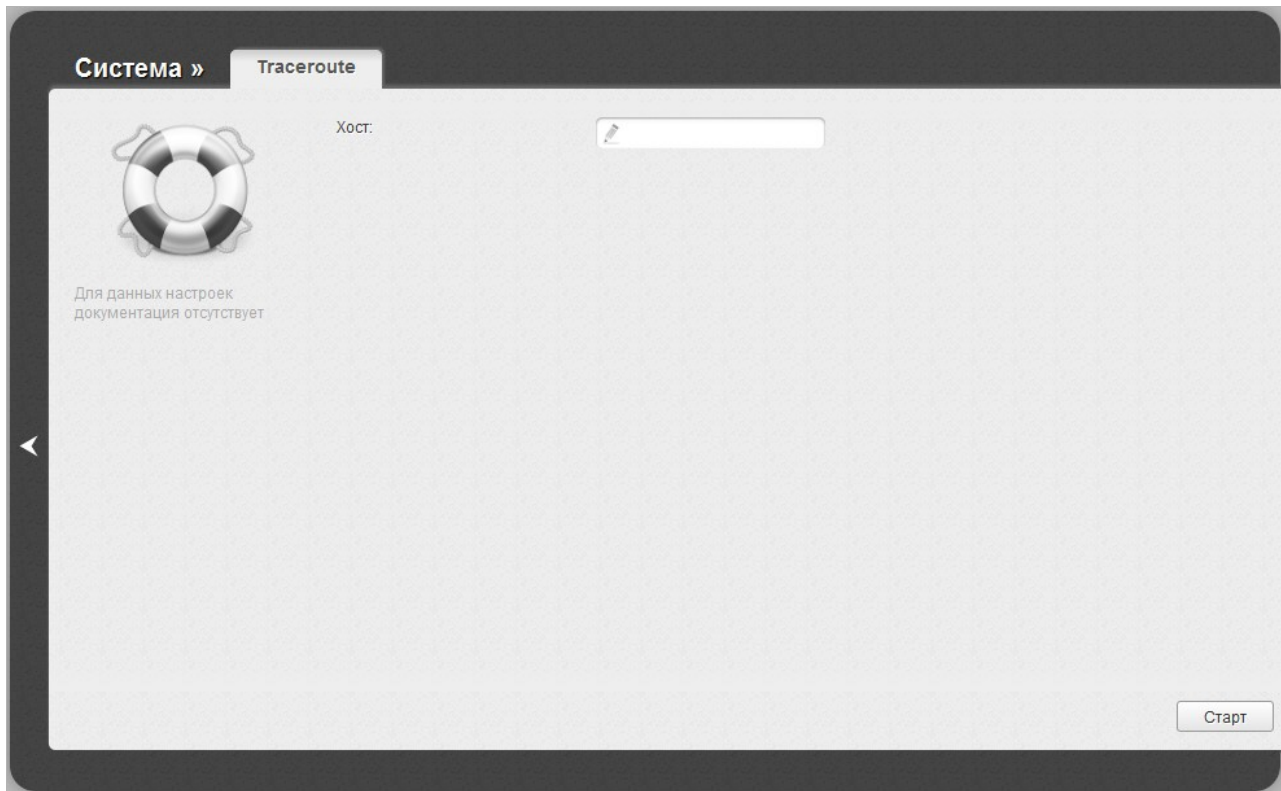 Система »
Traceroute
Хост:
Для данных настроек
документация отсутствует
Старт